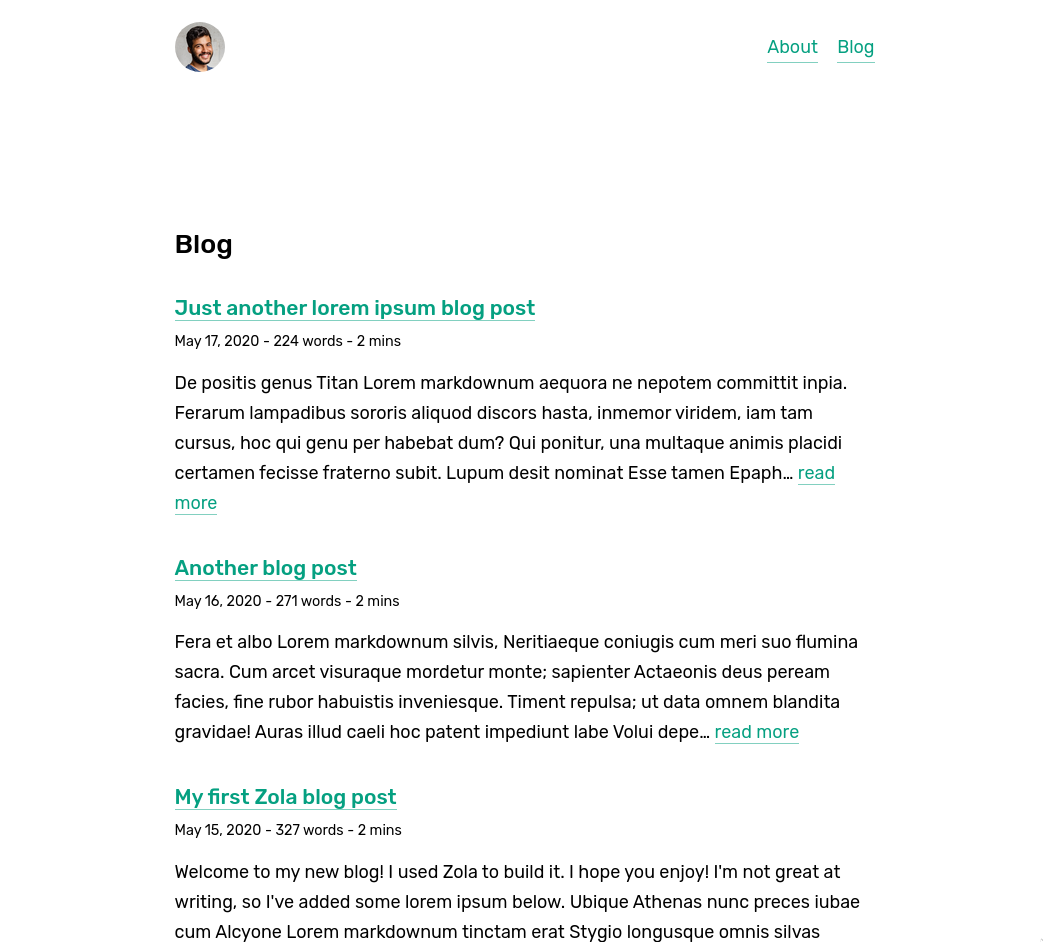 About Blog
Blog
Just another lorem ipsum blog post
May 17, 2020 - 224 words - 2 mins
De positis genus Titan Lorem markdownum aequora ne nepotem committit inpia.
Ferarum lampadibus sororis aliquod discors hasta, inmemor viridem, iam tam
cursus, hoc qui genu per habebat dum? Qui ponitur, una multaque animis placidi
certamen fecisse fraterno subit. Lupum desit nominat Esse tamen Epaph… read
more
Another blog post
May 16, 2020 - 271 words - 2 mins
Fera et albo Lorem markdownum silvis, Neritiaeque coniugis cum meri suo flumina
sacra. Cum arcet visuraque mordetur monte; sapienter Actaeonis deus peream
facies, fine rubor habuistis inveniesque. Timent repulsa; ut data omnem blandita
gravidae! Auras illud caeli hoc patent impediunt labe Volui depe… read more
My first Zola blog post
May 15, 2020 - 327 words - 2 mins
Welcome to my new blog! I used Zola to build it. I hope you enjoy! I'm not great at
writing, so I've added some lorem ipsum below. Ubique Athenas nunc preces iubae
cum Alcyone Lorem markdownum tinctam erat Stygio longusque omnis silvas